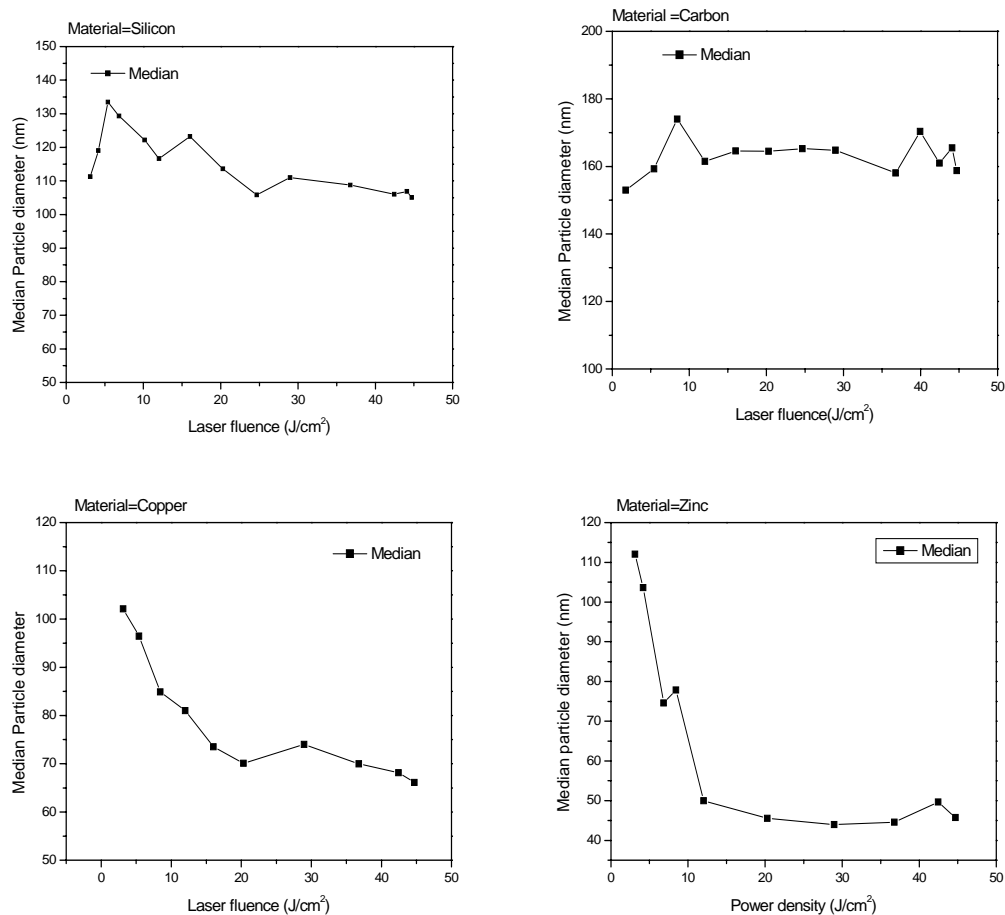 Material=Silicon
150
140
130
120
110
100
90
80
70
60
50
Median
Median Particle diameter (nm)
0 10 20 30 40 50
Laser fluence (J/cm²)
Material =Carbon
200
180
160
140
120
100
Median
Median Particle diameter (nm)
0 10 20 30 40 50
Laser fluence(J/cm²)
Material=Copper
120
110
100
90
80
70
60
50
Median
Median Particle diameter
0 10 20 30 40 50
Laser fluence (J/cm²)
Material=Zinc
120
110
100
90
80
70
60
50
40
Median
Median particle diameter (nm)
0 10 20 30 40 50
Power density (J/cm²)